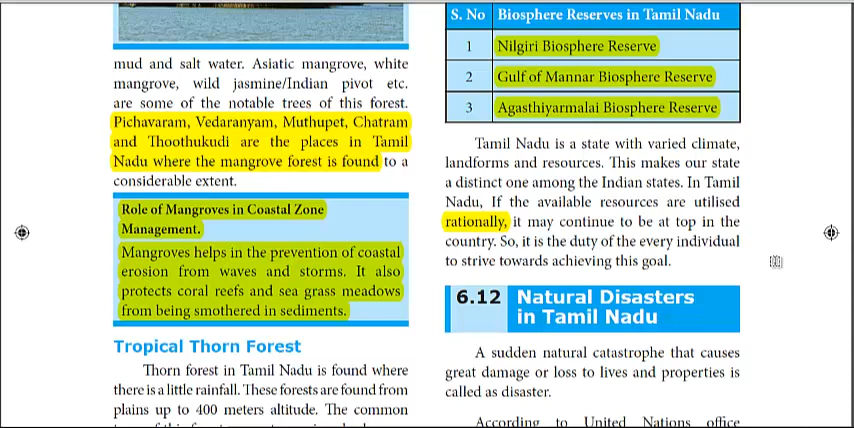 mud and salt water. Asiatic mangrove, white
mangrove, wild jasmine/Indian pivot etc.
are some of the notable trees of this forest.
Pichavaram, Vedaranyam, Muthupet, Chatram
and Thoothukudi are the places in Tamil
Nadu where the mangrove forest is found to a
considerable extent.
Role of Mangroves in Coastal Zone
Management.
Mangroves helps in the prevention of coastal
erosion from waves and storms. It also
protects coral reefs and sea grass meadows
from being smothered in sediments.
Tropical Thorn Forest
Thorn forest in Tamil Nadu is found where
there is a little rainfall. These forests are found from
plains up to 400 meters altitude. The common
S. No Biosphere Reserves in Tamil Nadu
1 Nilgiri Biosphere Reserve
2 Gulf of Mannar Biosphere Reserve
3 Agasthiyarmalai Biosphere Reserve
Tamil Nadu is a state with varied climate,
landforms and resources. This makes our state
a distinct one among the Indian states. In Tamil
Nadu, If the available resources are utilised
rationally, it may continue to be at top in the
country. So, it is the duty of the every individual
to strive towards achieving this goal.
6.12 Natural Disasters
in Tamil Nadu
A sudden natural catastrophe that causes
great damage or loss to lives and properties is
called as disaster.
According to United Nations office